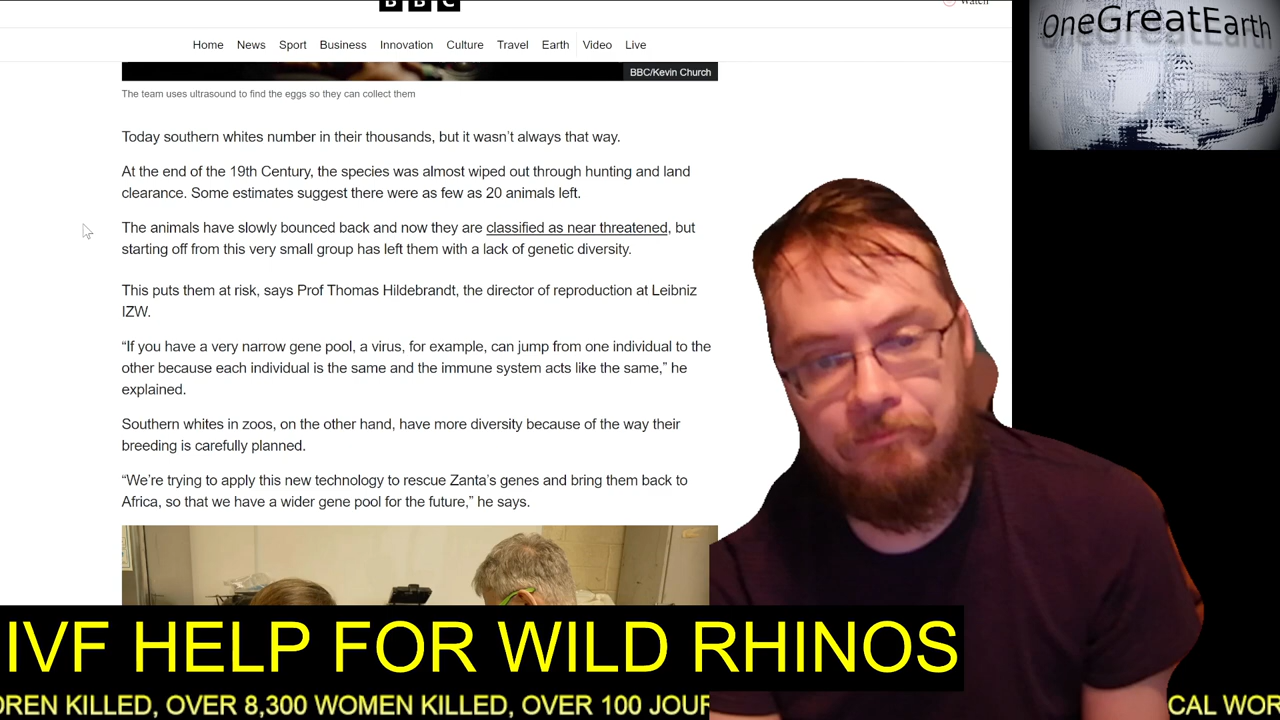 BBC
Watch
OneGreatEarth
Home News Sport Business Innovation Culture Travel Earth Video Live
BBC/Kevin Church
The team uses ultrasound to find the eggs so they can collect them
Today southern whites number in their thousands, but it wasn’t always that way.
At the end of the 19th Century, the species was almost wiped out through hunting and land
clearance. Some estimates suggest there were as few as 20 animals left.
The animals have slowly bounced back and now they are classified as near threatened, but
starting off from this very small group has left them with a lack of genetic diversity.
This puts them at risk, says Prof Thomas Hildebrandt, the director of reproduction at Leibniz
IZW.
“If you have a very narrow gene pool, a virus, for example, can jump from one individual to the
other because each individual is the same and the immune system acts like the same,” he
explained.
Southern whites in zoos, on the other hand, have more diversity because of the way their
breeding is carefully planned.
“We’re trying to apply this new technology to rescue Zanta’s genes and bring them back to
Africa, so that we have a wider gene pool for the future,” he says.
IVF HELP FOR WILD RHINOS
DREN KILLED, OVER 8,300 WOMEN KILLED, OVER 100 JOUR CAL WOR